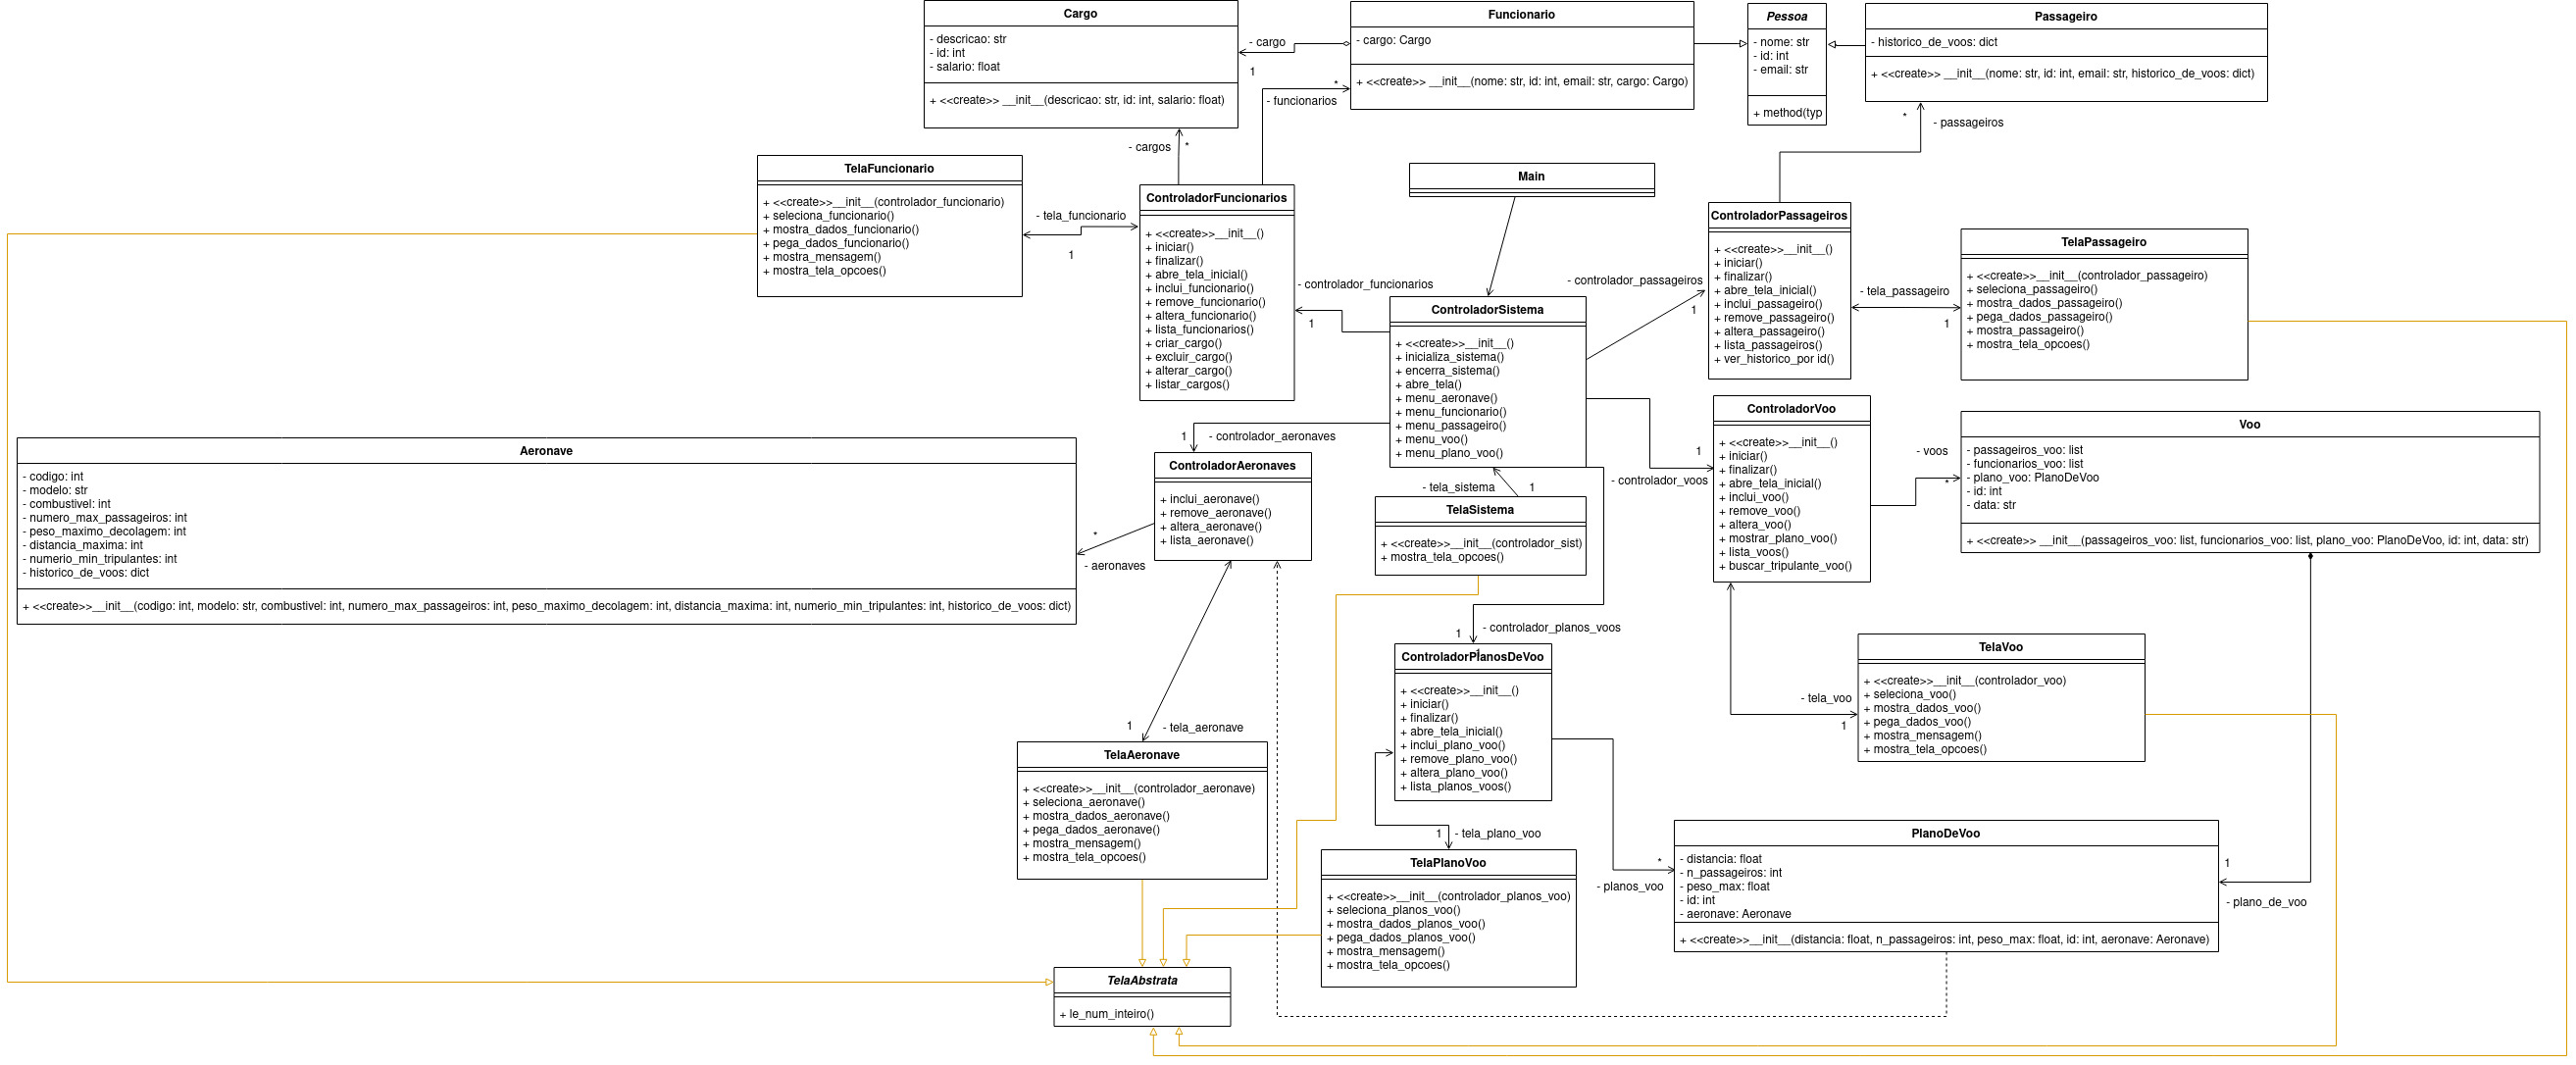 Cargo
- descricao: str
- id: int
- salario: float
+ <<create>> __init__(descricao: str, id: int, salario: float)
- cargo
1
Funcionario
- cargo: Cargo
+ <<create>> __init__(nome: str, id: int, email: str, cargo: Cargo)
*
- funcionarios
Pessoa
- nome: str
- id: int
- email: str
+ method(typ
Passageiro
- historico_de_voos: dict
+ <<create>> __init__(nome: str, id: int, email: str, historico_de_voos: dict)
*
- passageiros
- cargos
*
TelaFuncionario
+ <<create>>__init__(controlador_funcionario)
+ seleciona_funcionario()
+ mostra_dados_funcionario()
+ pega_dados_funcionario()
+ mostra_mensagem()
+ mostra_tela_opcoes()
- tela_funcionario
1
ControladorFuncionarios
+ <<create>>__init__()
+ iniciar()
+ finalizar()
+ abre_tela_inicial()
+ inclui_funcionario()
+ remove_funcionario()
+ altera_funcionario()
+ lista_funcionarios()
+ criar_cargo()
+ excluir_cargo()
+ alterar_cargo()
+ listar_cargos()
Main
- controlador_funcionarios
1
ControladorSistema
+ <<create>>__init__()
+ inicializa_sistema()
+ encerra_sistema()
+ abre_tela()
+ menu_aeronave()
+ menu_funcionario()
+ menu_passageiro()
+ menu_voo()
+ menu_plano_voo()
- controlador_passageiros
1
ControladorPassageiros
+ <<create>>__init__()
+ iniciar()
+ finalizar()
+ abre_tela_inicial()
+ inclui_passageiro()
+ remove_passageiro()
+ altera_passageiro()
+ lista_passageiros()
+ ver_historico_por id()
- tela_passageiro
1
TelaPassageiro
+ <<create>>__init__(controlador_passageiro)
+ seleciona_passageiro()
+ mostra_dados_passageiro()
+ pega_dados_passageiro()
+ mostra_passageiro()
+ mostra_tela_opcoes()
Aeronave
- codigo: int
- modelo: str
- combustivel: int
- numero_max_passageiros: int
- peso_maximo_decolagem: int
- distancia_maxima: int
- numerio_min_tripulantes: int
- historico_de_voos: dict
+ <<create>>__init__(codigo: int, modelo: str, combustivel: int, numero_max_passageiros: int, peso_maximo_decolagem: int, distancia_maxima: int, numerio_min_tripulantes: int, historico_de_voos: dict)
*
- aeronaves
1
- controlador_aeronaves
ControladorAeronaves
+ inclui_aeronave()
+ remove_aeronave()
+ altera_aeronave()
+ lista_aeronave()
- tela_sistema
1
TelaSistema
+ <<create>>__init__(controlador_sist)
+ mostra_tela_opcoes()
1
- controlador_voos
ControladorVoo
+ <<create>>__init__()
+ iniciar()
+ finalizar()
+ abre_tela_inicial()
+ inclui_voo()
+ remove_voo()
+ altera_voo()
+ mostrar_plano_voo()
+ lista_voos()
+ buscar_tripulante_voo()
- voos
*
Voo
- passageiros_voo: list
- funcionarios_voo: list
- plano_voo: PlanoDeVoo
- id: int
- data: str
+ <<create>> __init__(passageiros_voo: list, funcionarios_voo: list, plano_voo: PlanoDeVoo, id: int, data: str)
1
- controlador_planos_voos
ControladorPlanosDeVoo
1
+ <<create>>__init__()
+ iniciar()
+ finalizar()
+ abre_tela_inicial()
+ inclui_plano_voo()
+ remove_plano_voo()
+ altera_plano_voo()
+ lista_planos_voos()
- tela_voo
1
TelaVoo
+ <<create>>__init__(controlador_voo)
+ seleciona_voo()
+ mostra_dados_voo()
+ pega_dados_voo()
+ mostra_mensagem()
+ mostra_tela_opcoes()
1
- tela_aeronave
TelaAeronave
+ <<create>>__init__(controlador_aeronave)
+ seleciona_aeronave()
+ mostra_dados_aeronave()
+ pega_dados_aeronave()
+ mostra_mensagem()
+ mostra_tela_opcoes()
1
- tela_plano_voo
TelaPlanoVoo
+ <<create>>__init__(controlador_planos_voo)
+ seleciona_planos_voo()
+ mostra_dados_planos_voo()
+ pega_dados_planos_voo()
+ mostra_mensagem()
+ mostra_tela_opcoes()
*
- planos_voo
PlanoDeVoo
- distancia: float
- n_passageiros: int
- peso_max: float
- id: int
- aeronave: Aeronave
+ <<create>>__init__(distancia: float, n_passageiros: int, peso_max: float, id: int, aeronave: Aeronave)
1
- plano_de_voo
TelaAbstrata
+ le_num_inteiro()